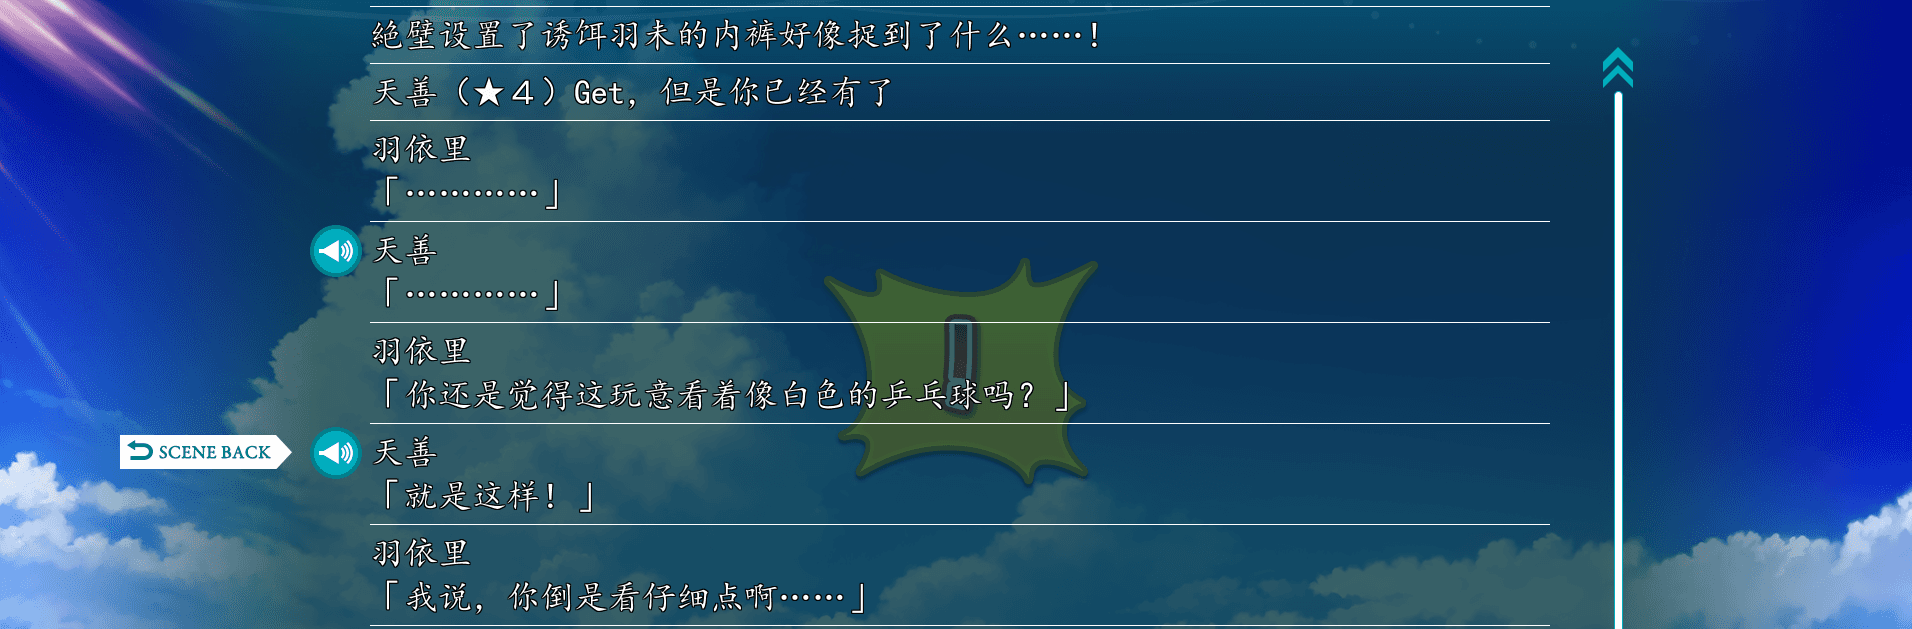 絶壁设置了诱饵羽未的内裤好像捉到了什么……！
天善（★４）Get，但是你已经有了
羽依里
「…………」
天善
「…………」
羽依里
「你还是觉得这玩意看着像白色的乒乓球吗？」
SCENE BACK
天善
「就是这样！」
羽依里
「我说，你倒是看仔细点啊……」